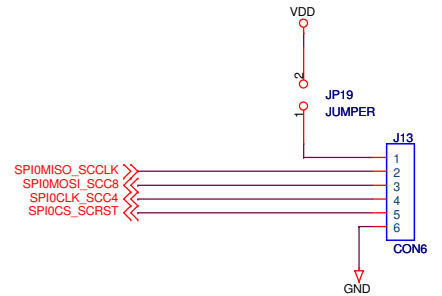 VDD
2
JP19
JUMPER
1
J13
1
SPI0MISO_SCCLK 2
SPI0MOSI_SCC8 3
SPI0CLK_SCC4 4
SPI0CS_SCRST 5
6
CON6
GND